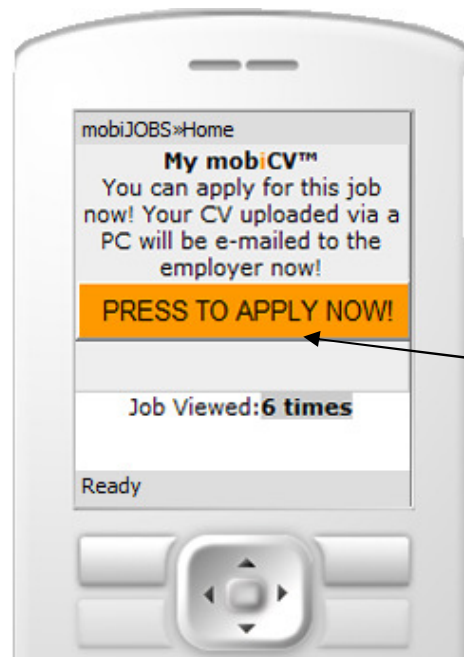 mobiJOBS»Home
My mobiCV™
You can apply for this job
now! Your CV uploaded via a
PC will be e-mailed to the
employer now!
PRESS TO APPLY NOW!
Job Viewed:6 times
Ready